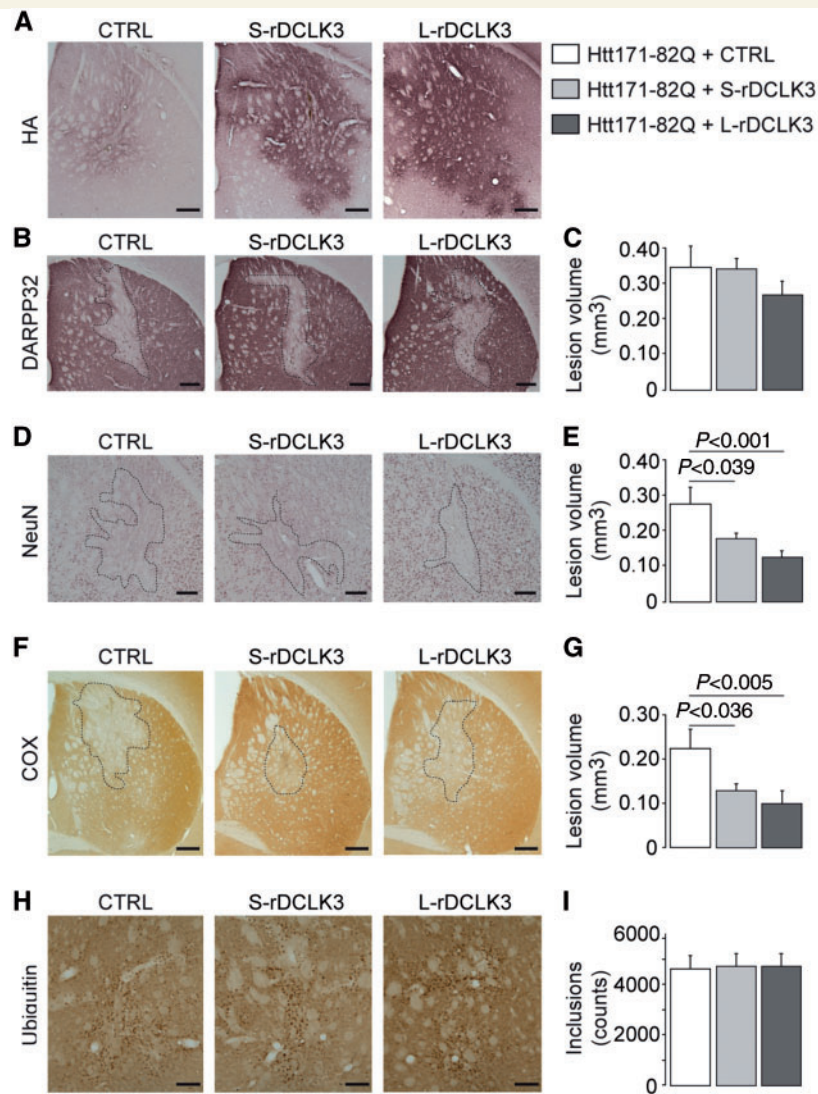 A
CTRL S-rDCLK3 L-rDCLK3
HA
Htt171-82Q + CTRL
Htt171-82Q + S-rDCLK3
Htt171-82Q + L-rDCLK3
B
CTRL S-rDCLK3 L-rDCLK3
DARPP32
C
Lesion volume
(mm3)
0.40
0.30
0.20
0.10
0
D
CTRL S-rDCLK3 L-rDCLK3
NeuN
E
P<0.001
P<0.039
Lesion volume
(mm3)
0.40
0.30
0.20
0.10
0
F
CTRL S-rDCLK3 L-rDCLK3
COX
G
P<0.005
P<0.036
Lesion volume
(mm3)
0.30
0.20
0.10
0
H
CTRL S-rDCLK3 L-rDCLK3
Ubiquitin
I
Inclusions
(counts)
6000
4000
2000
0